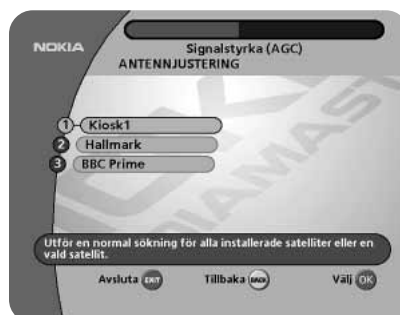 NOKIA
Signalstyrka (AGC)
ANTENNJUSTERING
1 Kiosk1
2 Hallmark
3 BBC Prime
Utför en normal sökning för alla installerade satelliter eller en
vald satellit.
Avsluta EXIT Tillbaka BACK Välj OK